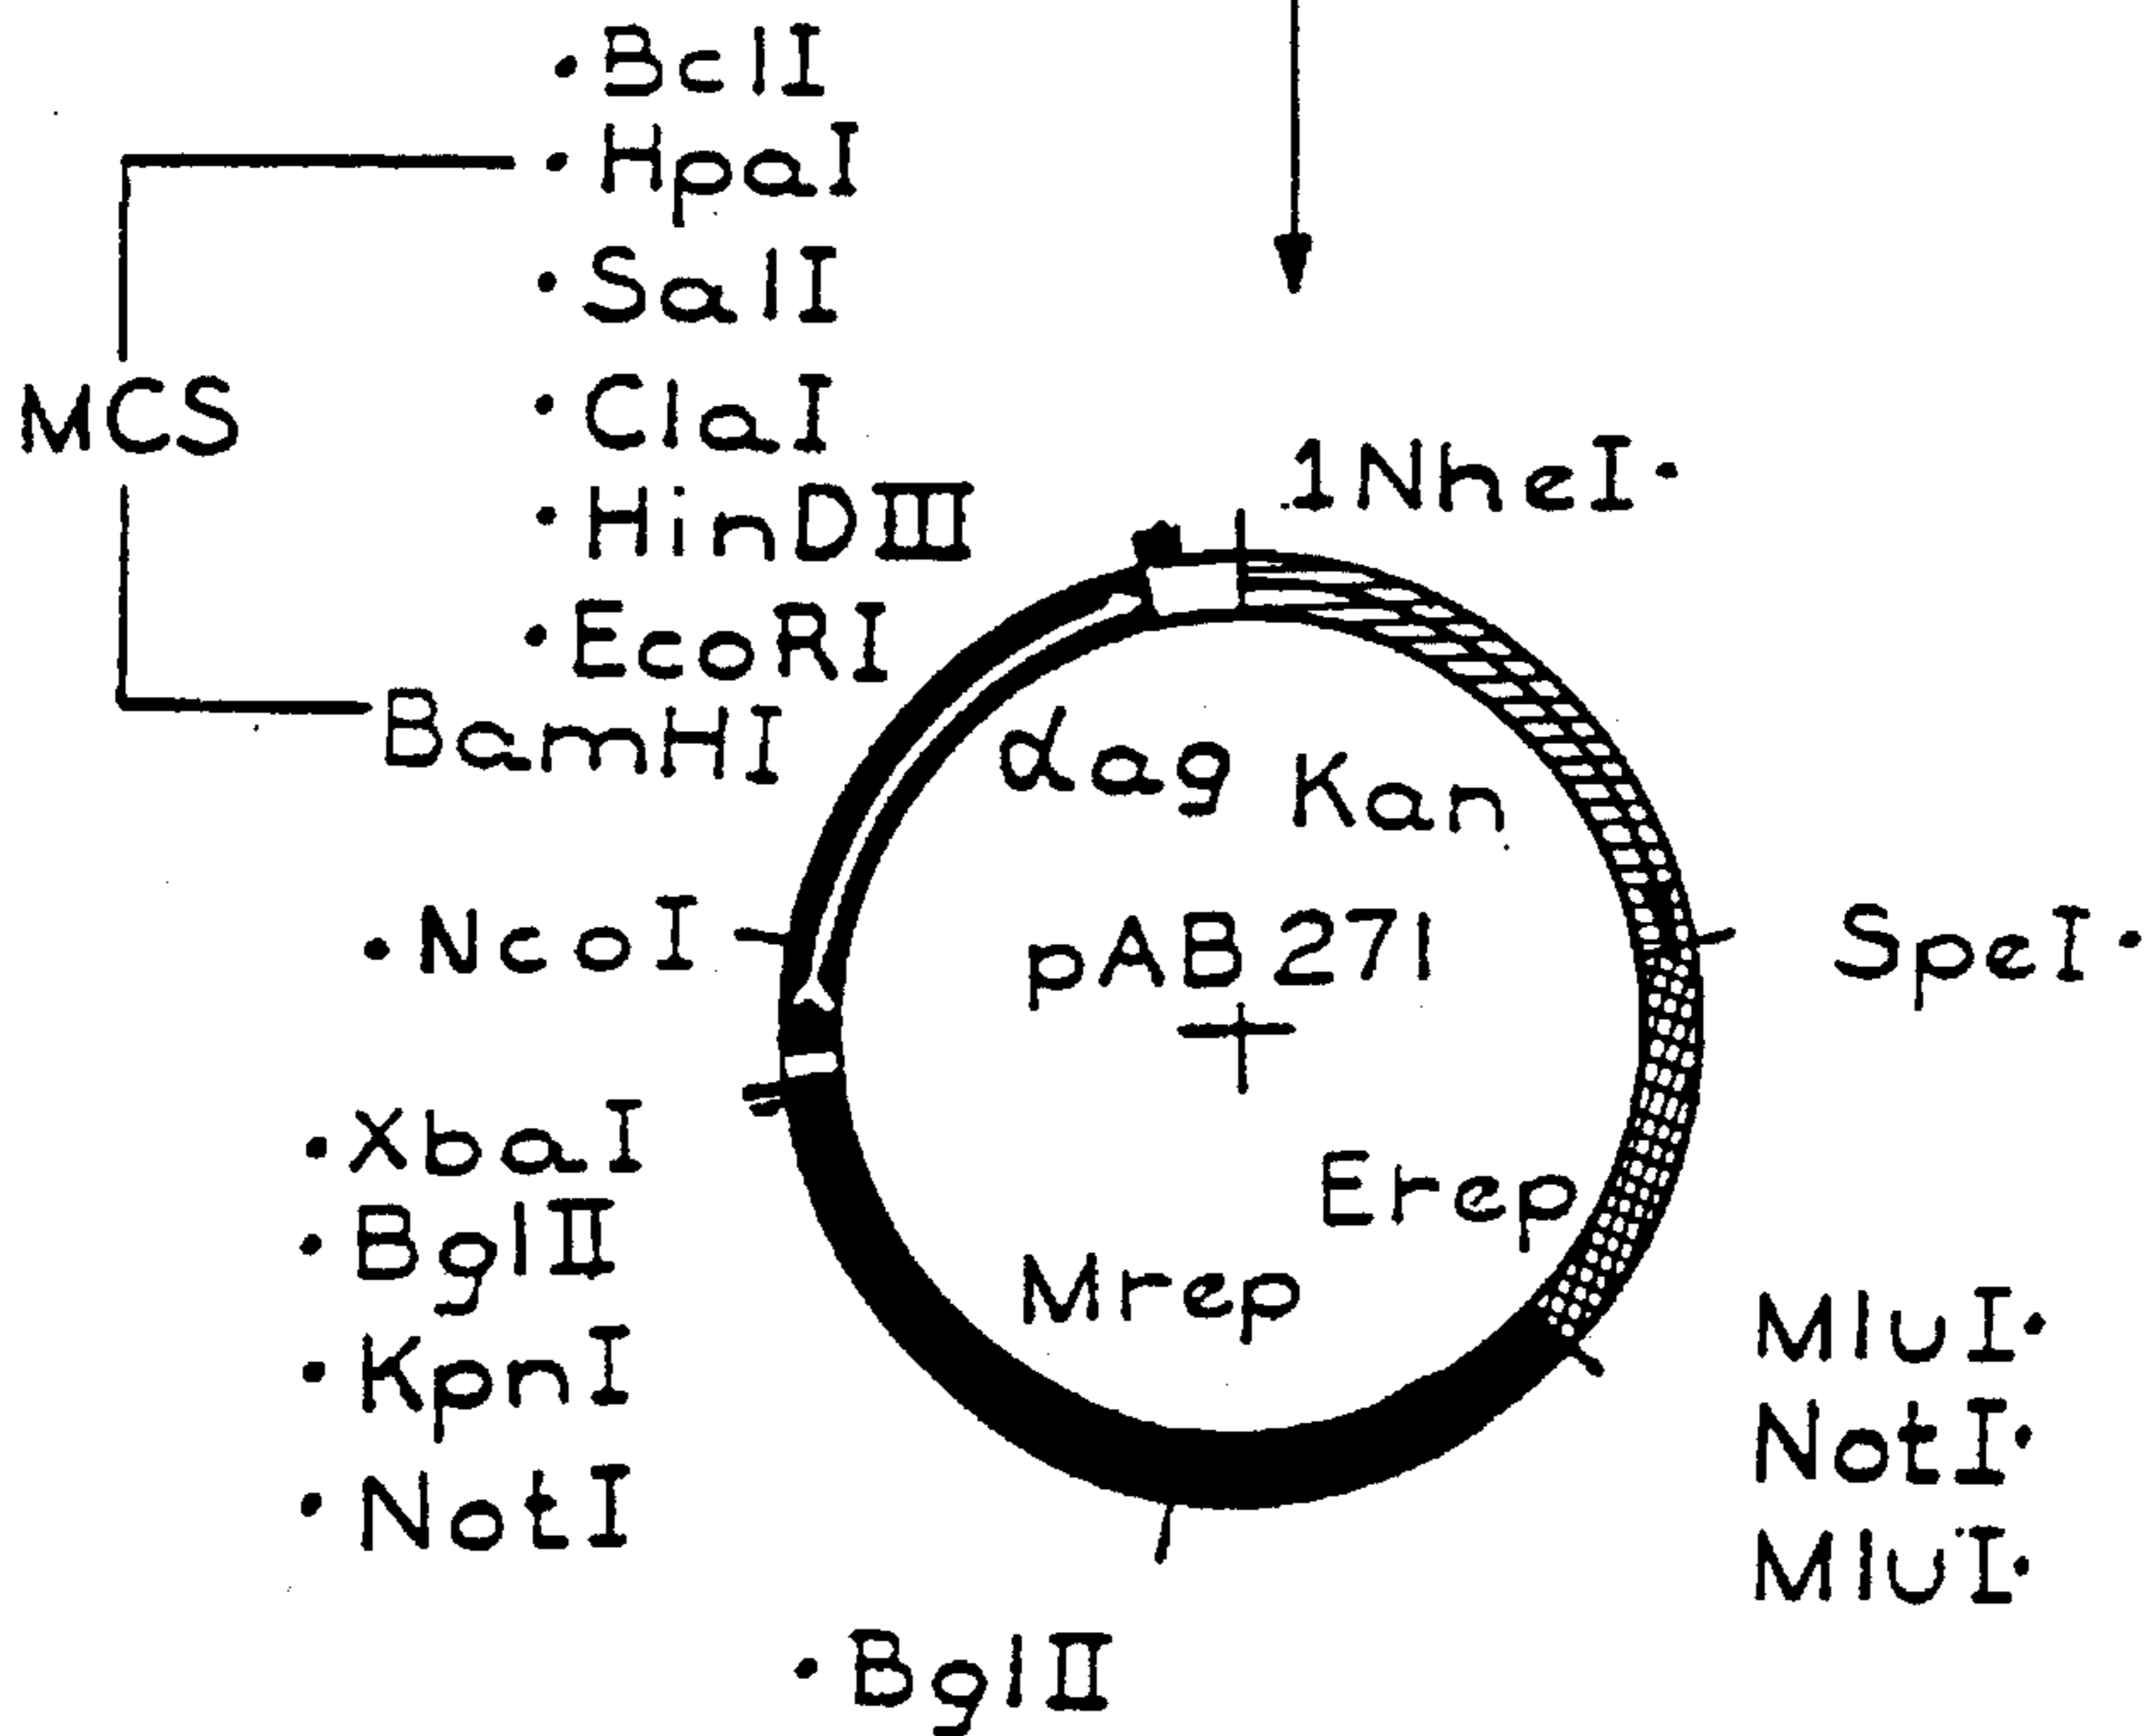 ·BclI
·HpaI
·SalI
MCS
·ClaI
1NheI·
·HinDIII
·EcoRI
BamHI
αag
Kan
·NcoI
pAB271
SpeI·
·XbaI
Erep
·BglII
Mrep
MluI·
·KpnI
NotI·
·NotI
MluI·
·BglII